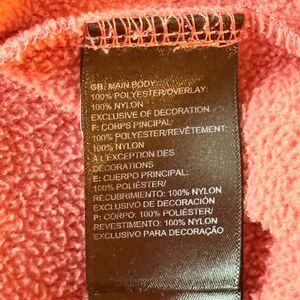 GB: MAIN BODY:
100% POLYESTER/OVERLAY:
100% NYLON
EXCLUSIVE OF DECORATION
F: CORPS PINCIPAL:
100% POLYESTER/REVÊTEMENT:
100% NYLON
À L'EXCEPTION DES
DÉCORATIONS
E: CUERPO PRINCIPAL:
100% POLIÉSTER/
RECUBRIMIENTO: 100% NYLON
EXCLUSIVO DE DECORACIÓN
P: CORPO: 100% POLIÉSTER/
REVESTIMENTO: 100% NYLON
EXCLUSIVO PARA DECORAÇÃO